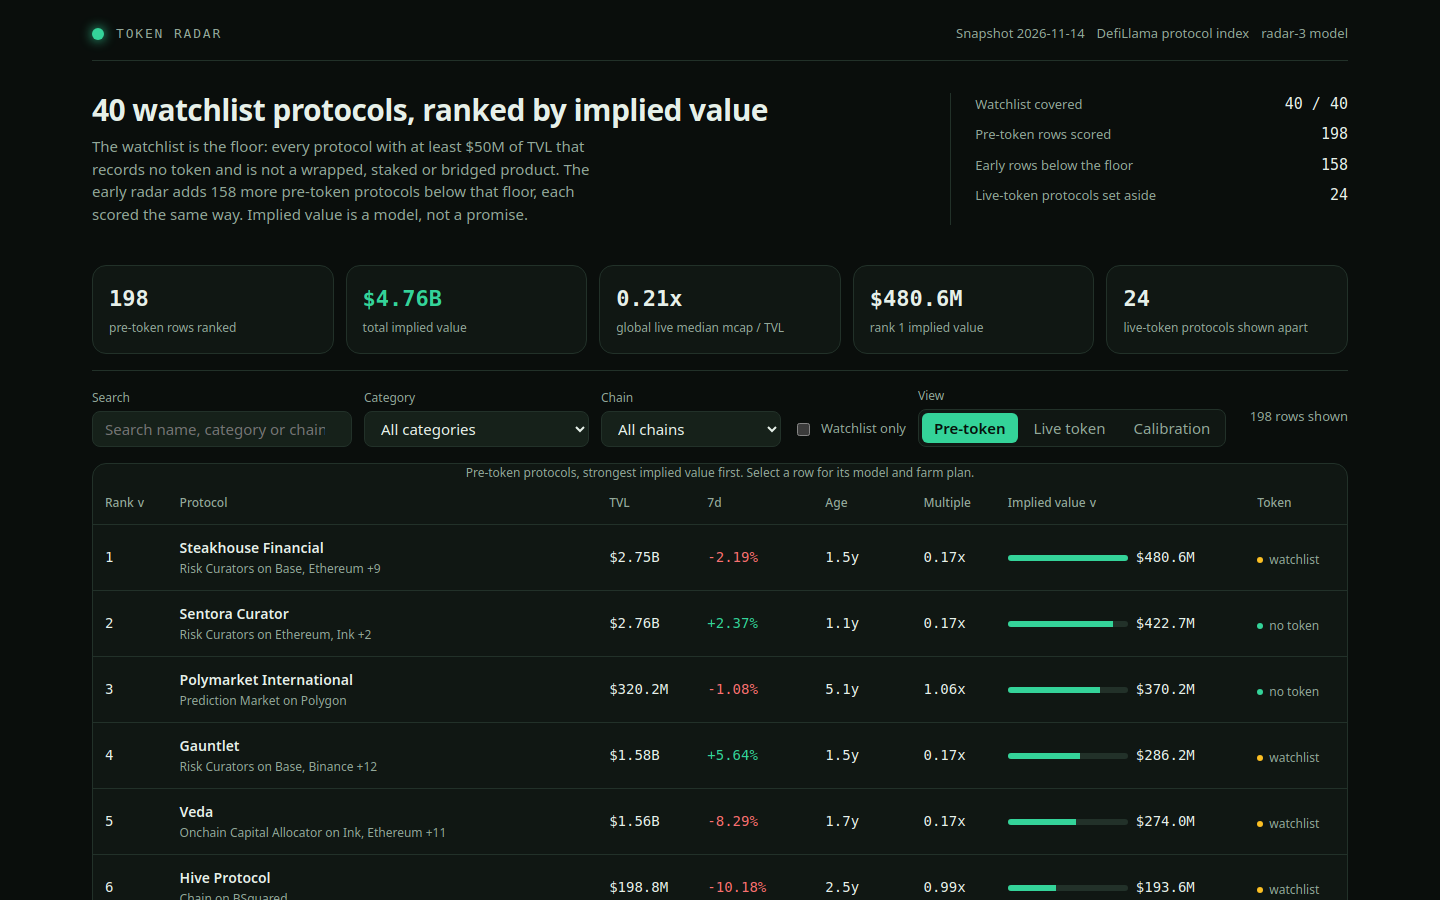 TOKEN RADAR
Snapshot 2026-11-14 DefiLlama protocol index radar-3 model
40 watchlist protocols, ranked by implied value
The watchlist is the floor: every protocol with at least $50M of TVL that
records no token and is not a wrapped, staked or bridged product. The
early radar adds 158 more pre-token protocols below that floor, each
scored the same way. Implied value is a model, not a promise.
Watchlist covered 40 / 40
Pre-token rows scored 198
Early rows below the floor 158
Live-token protocols set aside 24
198
pre-token rows ranked
$4.76B
total implied value
0.21x
global live median mcap / TVL
$480.6M
rank 1 implied value
24
live-token protocols shown apart
Search
Search name, category or chain
Category
All categories
Chain
All chains
Watchlist only
View
Pre-token Live token Calibration
198 rows shown
Pre-token protocols, strongest implied value first. Select a row for its model and farm plan.
Rank v Protocol TVL 7d Age Multiple Implied value v Token
1 Steakhouse Financial $2.75B -2.19% 1.5y 0.17x $480.6M watchlist
Risk Curators on Base, Ethereum +9
2 Sentora Curator $2.76B +2.37% 1.1y 0.17x $422.7M no token
Risk Curators on Ethereum, Ink +2
3 Polymarket International $320.2M -1.08% 5.1y 1.06x $370.2M no token
Prediction Market on Polygon
4 Gauntlet $1.58B +5.64% 1.5y 0.17x $286.2M watchlist
Risk Curators on Base, Binance +12
5 Veda $1.56B -8.29% 1.7y 0.17x $274.0M watchlist
Onchain Capital Allocator on Ink, Ethereum +11
6 Hive Protocol $198.8M -10.18% 2.5y 0.99x $193.6M watchlist
Chain on BSquared